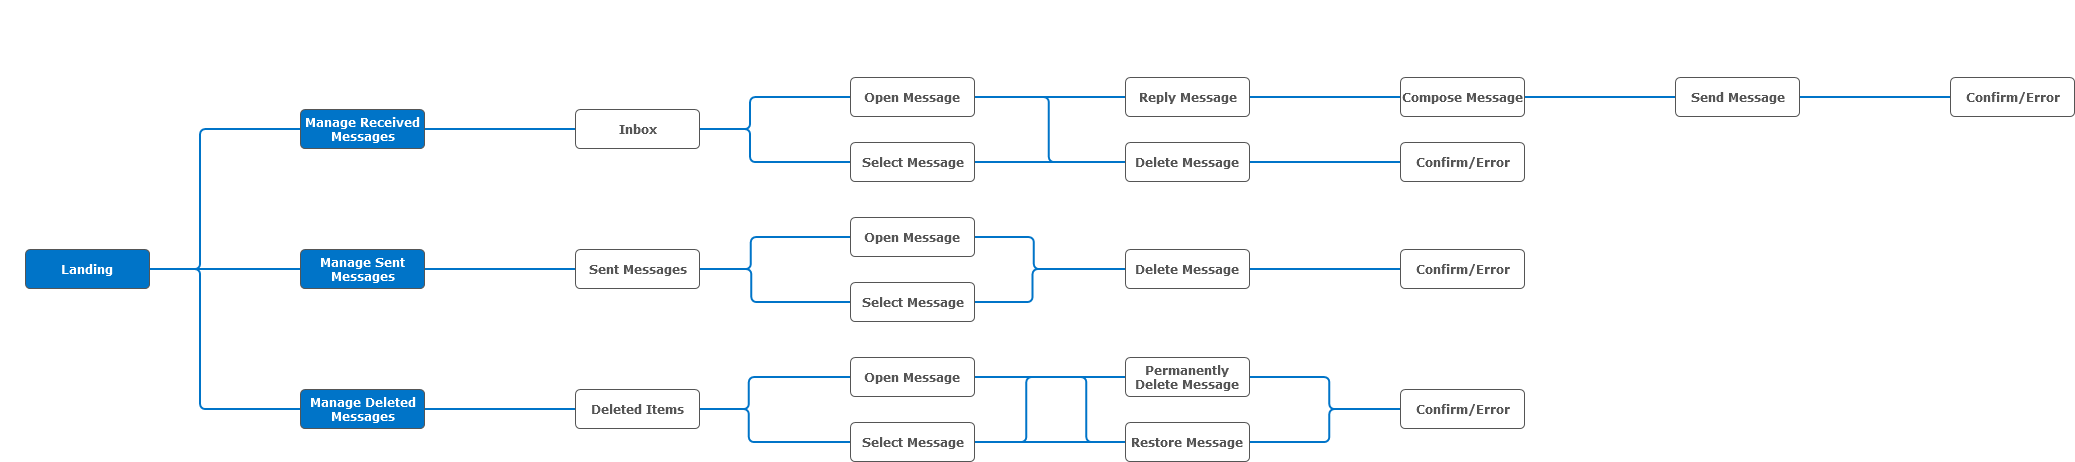 Open Message
Reply Message
Compose Message
Send Message
Confirm/Error
Manage Received
Messages
Inbox
Select Message
Delete Message
Confirm/Error
Open Message
Landing
Manage Sent
Messages
Sent Messages
Delete Message
Confirm/Error
Select Message
Open Message
Permanently
Delete Message
Manage Deleted
Messages
Deleted Items
Confirm/Error
Select Message
Restore Message